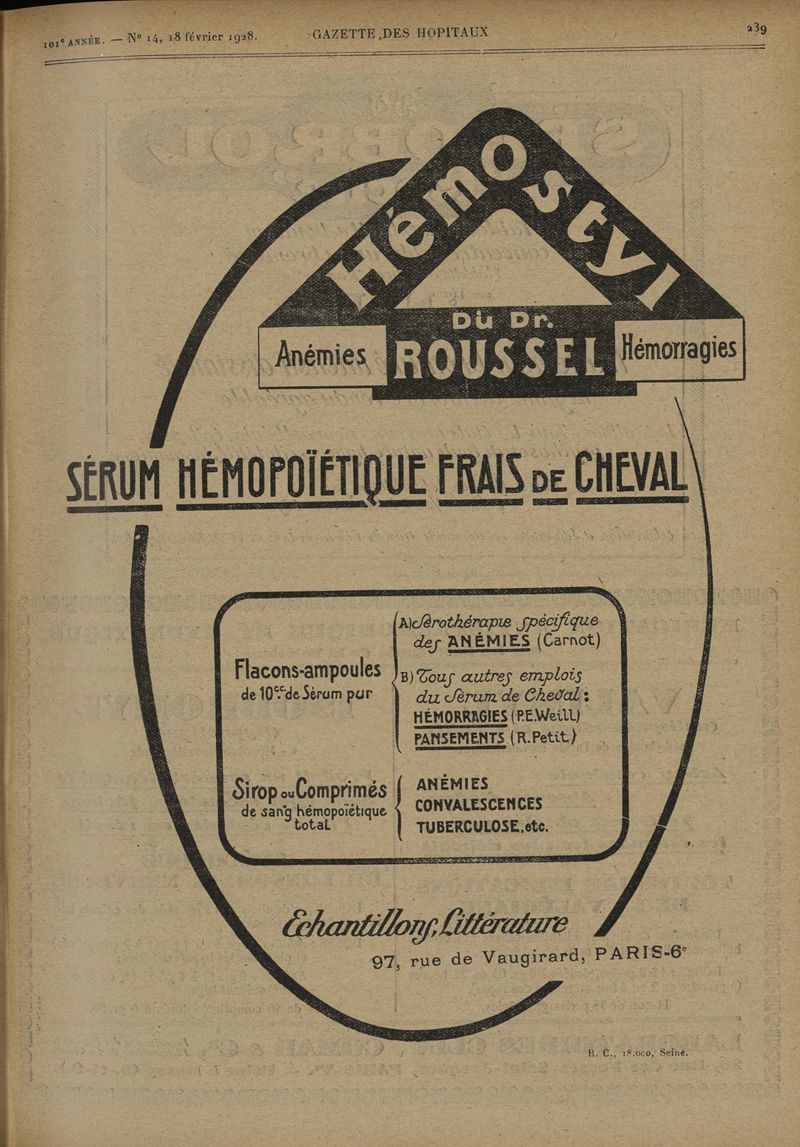 101e ANNÉE. — No 14, 18 février 1928.
GAZETTE DES HOPITAUX
239
Hémostyl
Du Dr.
ROUSSEL
Anémies
Hémorragies
SÉRUM HÉMOPOÏÉTIQUE FRAIS DE CHEVAL
Flacons-ampoules
de 10cc. de Sérum pur
A) Sérothérapie spécifique
des ANÉMIES (Carnot)
B) Tous autres emplois
du Sérum de Cheval:
HÉMORRAGIES (P.E.Weill)
PANSEMENTS (R.Petit)
Sirop ou Comprimés
de sang hémopoïétique
total
ANÉMIES
CONVALESCENCES
TUBERCULOSE.etc.
Echantillons, Littérature
97, rue de Vaugirard, PARIS-6e
R. C., 18.000, Seine.